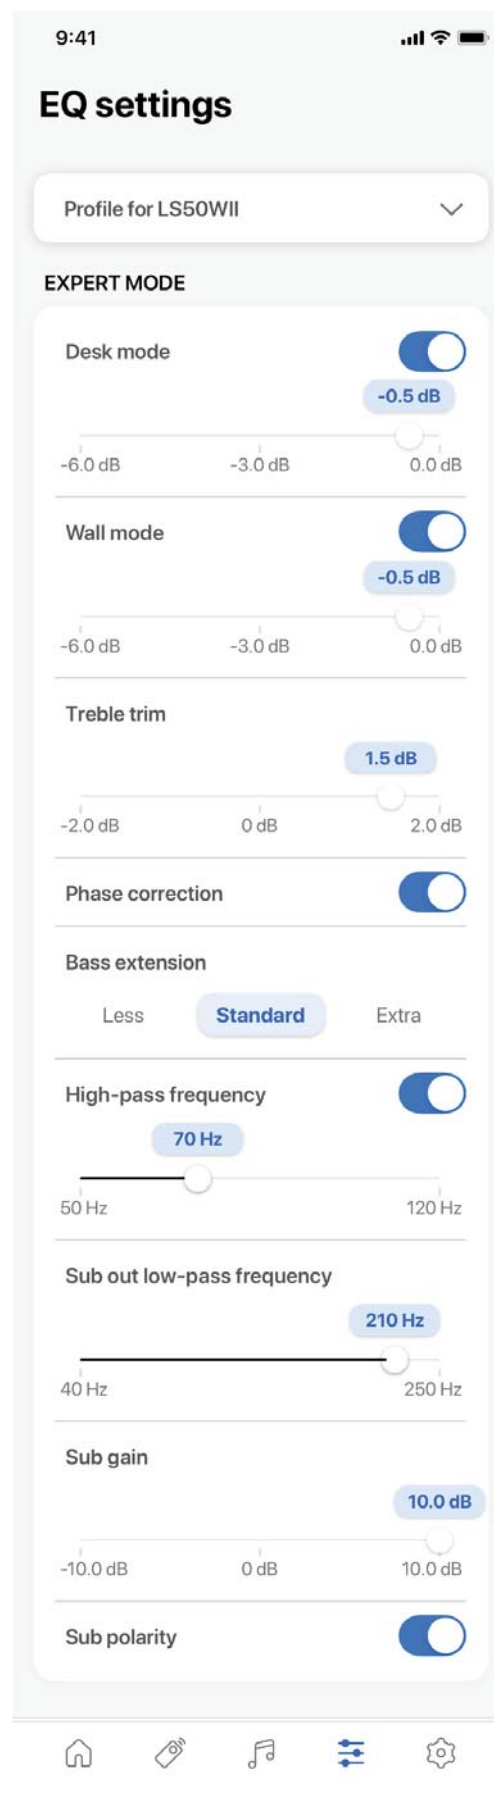 9:41
EQ settings
Profile for LS50WII
EXPERT MODE
Desk mode
-0.5 dB
-6.0 dB -3.0 dB 0.0 dB
Wall mode
-0.5 dB
-6.0 dB -3.0 dB 0.0 dB
Treble trim
1.5 dB
-2.0 dB 0 dB 2.0 dB
Phase correction
Bass extension
Less Standard Extra
High-pass frequency
70 Hz
50 Hz 120 Hz
Sub out low-pass frequency
210 Hz
40 Hz 250 Hz
Sub gain
10.0 dB
-10.0 dB 0 dB 10.0 dB
Sub polarity